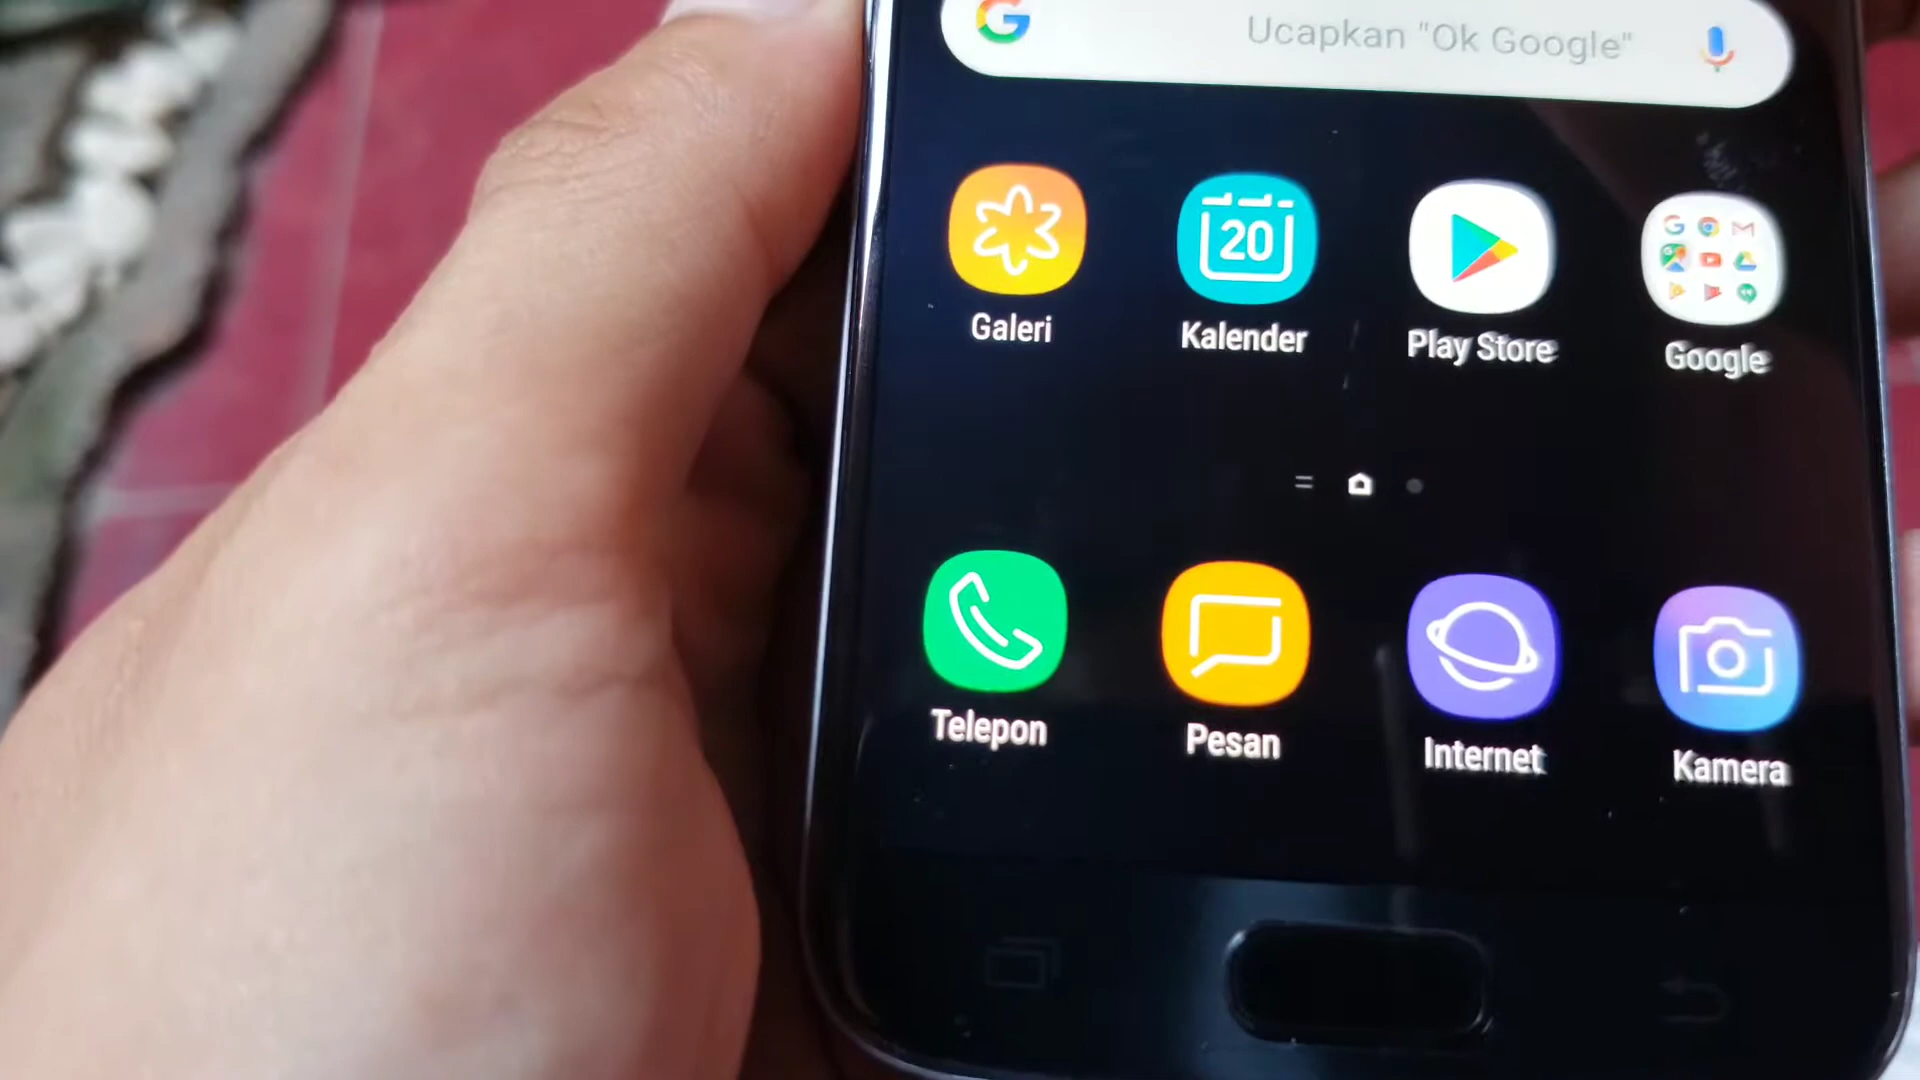 Ucapkan "Ok Google"
20
Galeri
Kalender
Play Store
Google
Telepon
Pesan
Internet
Kamera